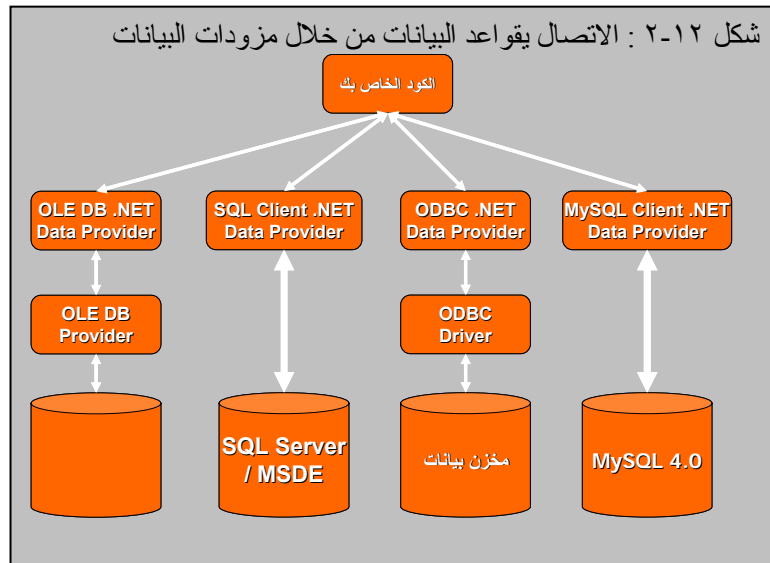 شكل ١٢-٢ : الاتصال يقواعد البيانات من خلال مزودات البيانات
الكود الخاص بك
OLE DB .NET
Data Provider
SQL Client .NET
Data Provider
ODBC .NET
Data Provider
MySQL Client .NET
Data Provider
OLE DB
Provider
ODBC
Driver
SQL Server
/ MSDE
مخزن بيانات
MySQL 4.0